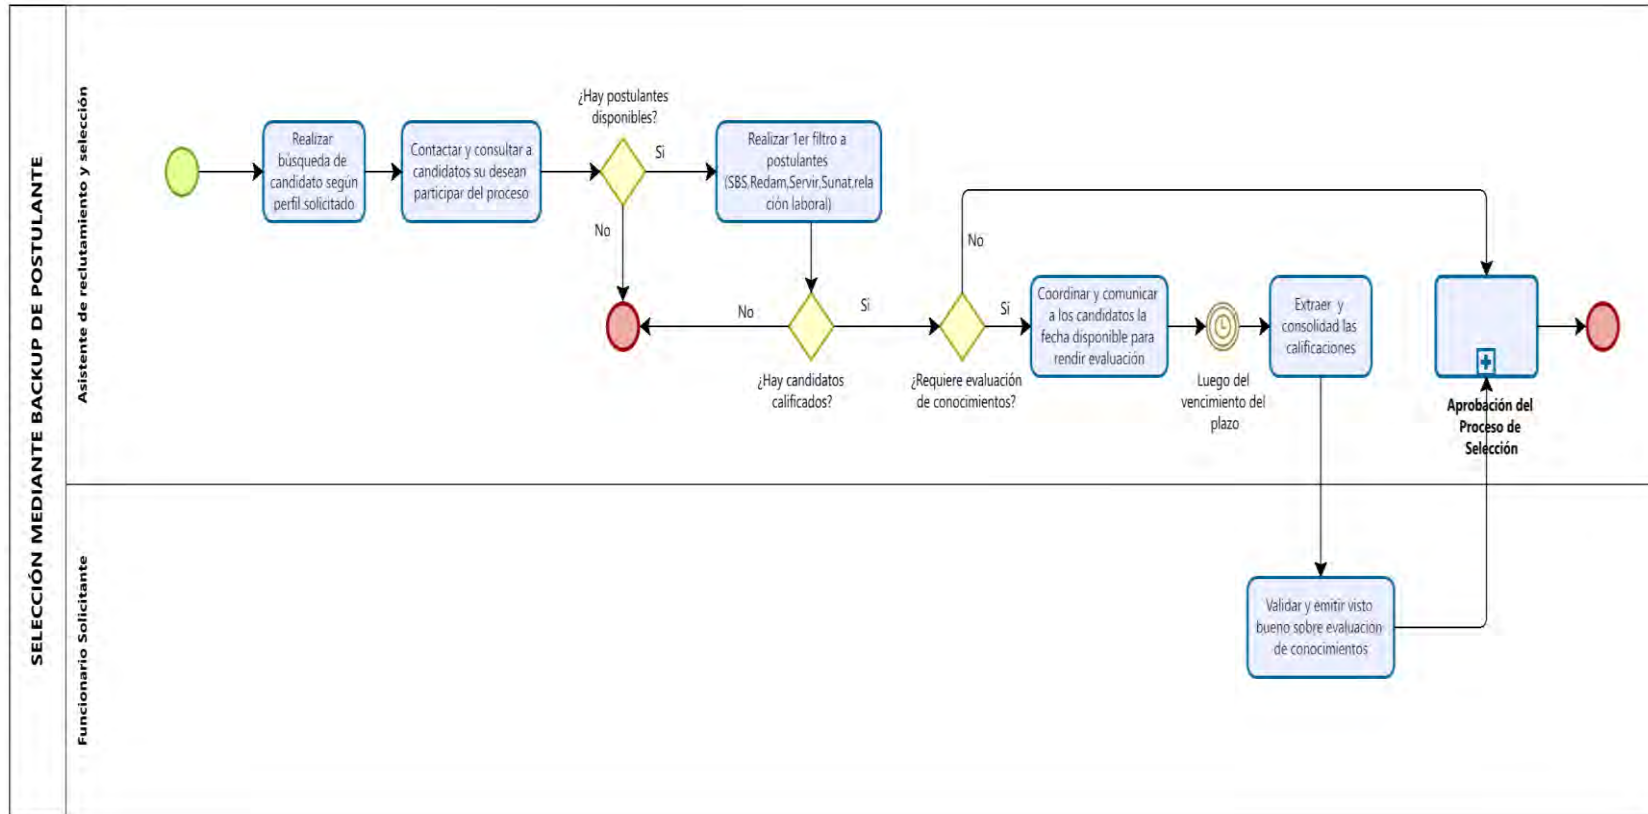 SELECCIÓN MEDIANTE BACKUP DE POSTULANTE
Asistente de reclutamiento y selección
Realizar
búsqueda de
candidato según
perfil solicitado
Contactar y consultar a
candidatos su desean
participar del proceso
¿Hay postulantes
disponibles?
Si
No
Realizar 1er filtro a
postulantes
(SBS,Redam,Servir,Sunat,rela
ción laboral)
No
Si
¿Hay candidatos
calificados?
No
Si
¿Requiere evaluación
de conocimientos?
Coordinar y comunicar
a los candidatos la
fecha disponible para
rendir evaluación
Luego del
vencimiento del
plazo
Extraer y
consolidad las
calificaciones
Aprobación del
Proceso de
Selección
Funcionario Solicitante
Validar y emitir visto
bueno sobre evaluación
de conocimientos